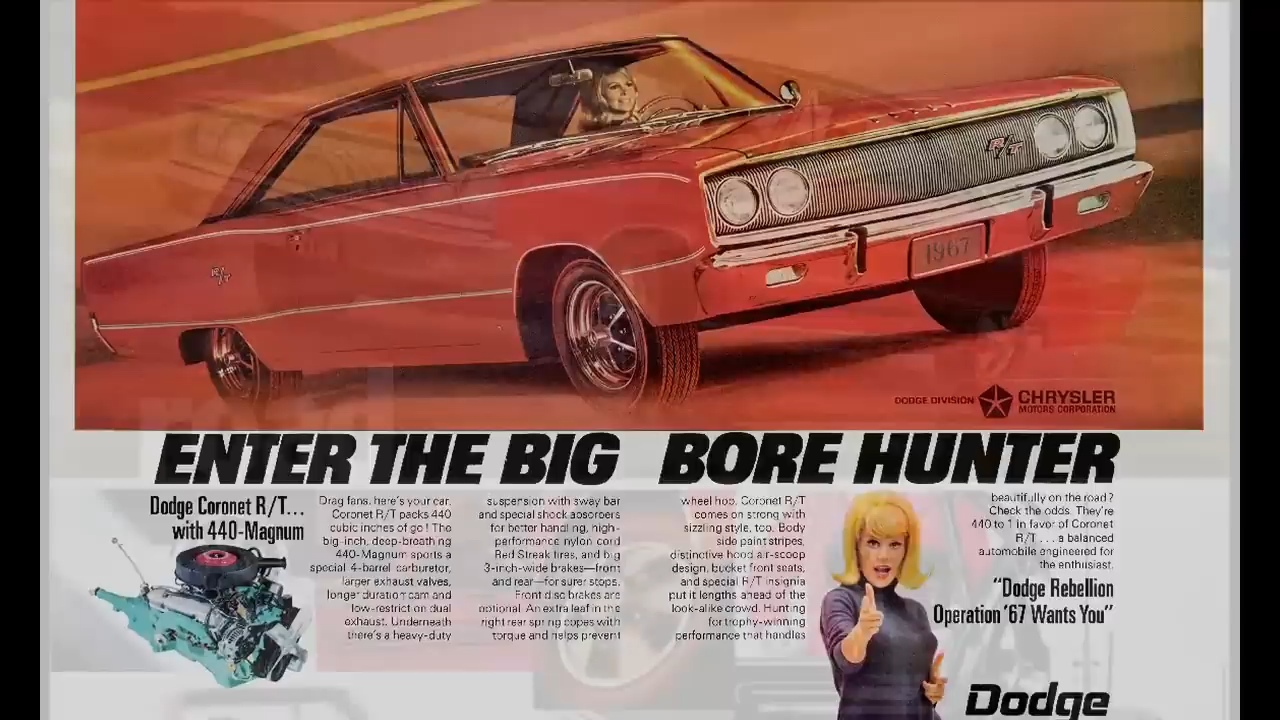 R/T
R/T
1967
DODGE DIVISION CHRYSLER
MOTORS CORPORATION
ENTER THE BIG BORE HUNTER
Dodge Coronet R/T...
with 440-Magnum
Drag fans, here's your car.
Coronet R/T packs 440
cubic inches of go! The
big-inch, deep-breathing
440-Magnum sports a
special 4-barrel carburetor,
larger exhaust valves,
longer duration cam and
low-restriction dual
exhaust. Underneath
there's a heavy-duty
suspension with sway bar
and special shock absorbers
for better handling, high-
performance nylon cord
Red Streak tires, and big
3-inch-wide brakes—front
and rear—for surer stops.
Front disc brakes are
optional. An extra leaf in the
right rear spring copes with
torque and helps prevent
wheel hop. Coronet R/T
comes on strong with
sizzling style, too. Body
side paint stripes,
distinctive hood air-scoop
design, bucket front seats,
and special R/T insignia
put it lengths ahead of the
look-alike crowd. Hunting
for trophy-winning
performance that handles
beautifully on the road?
Check the odds. They're
440 to 1 in favor of Coronet
R/T . . . a balanced
automobile engineered for
the enthusiast.
"Dodge Rebellion
Operation '67 Wants You"
Dodge